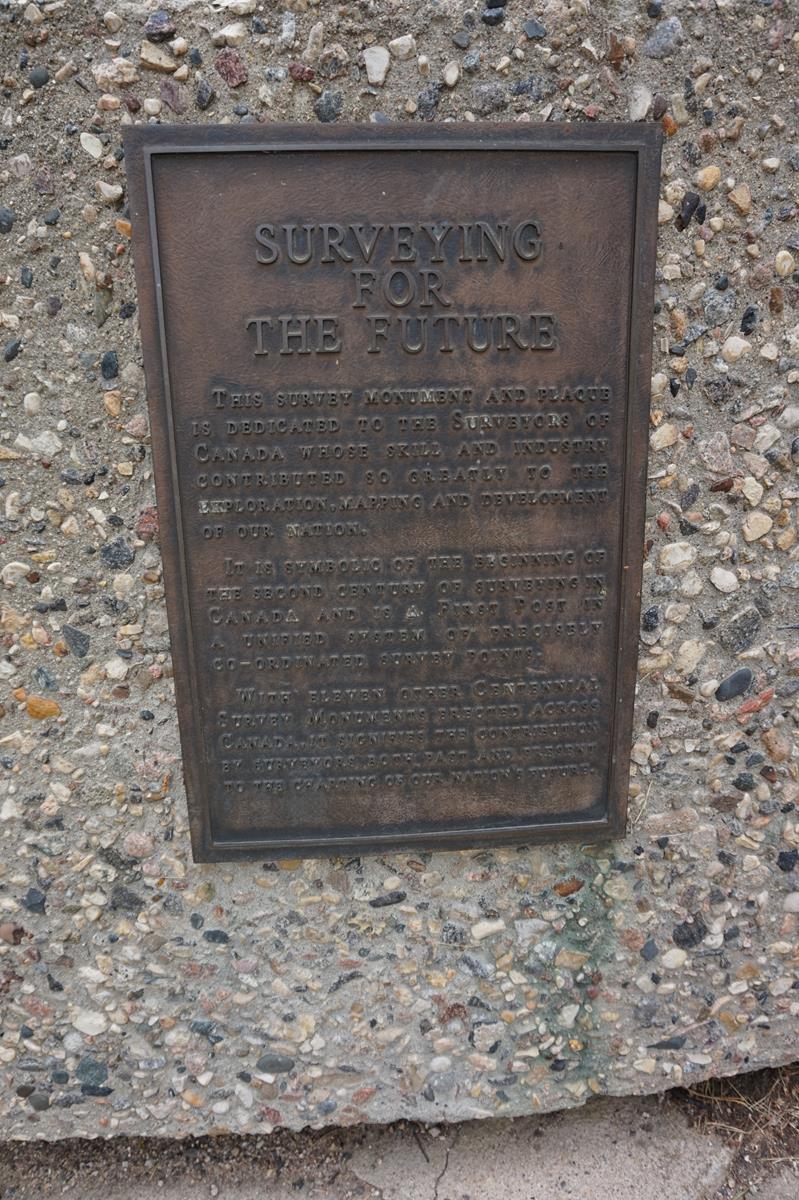 SURVEYING
FOR
THE FUTURE
THIS SURVEY MONUMENT AND PLAQUE
IS DEDICATED TO THE SURVEYORS OF
CANADA WHOSE SKILL AND INDUSTRY
CONTRIBUTED SO GREATLY TO THE
EXPLORATION, MAPPING AND DEVELOPMENT
OF OUR NATION.
IT IS SYMBOLIC OF THE BEGINNING OF
THE SECOND CENTURY OF SURVEYING IN
CANADA AND IS A FIRST POST IN
A UNIFIED SYSTEM OF PRECISELY
CO-ORDINATED SURVEY POINTS.
WITH ELEVEN OTHER CENTENNIAL
SURVEY MONUMENTS ERECTED ACROSS
CANADA, IT SIGNIFIES THE CONTRIBUTION
BY SURVEYORS BOTH PAST AND PRESENT
TO THE CHARTING OF OUR NATION'S FUTURE.